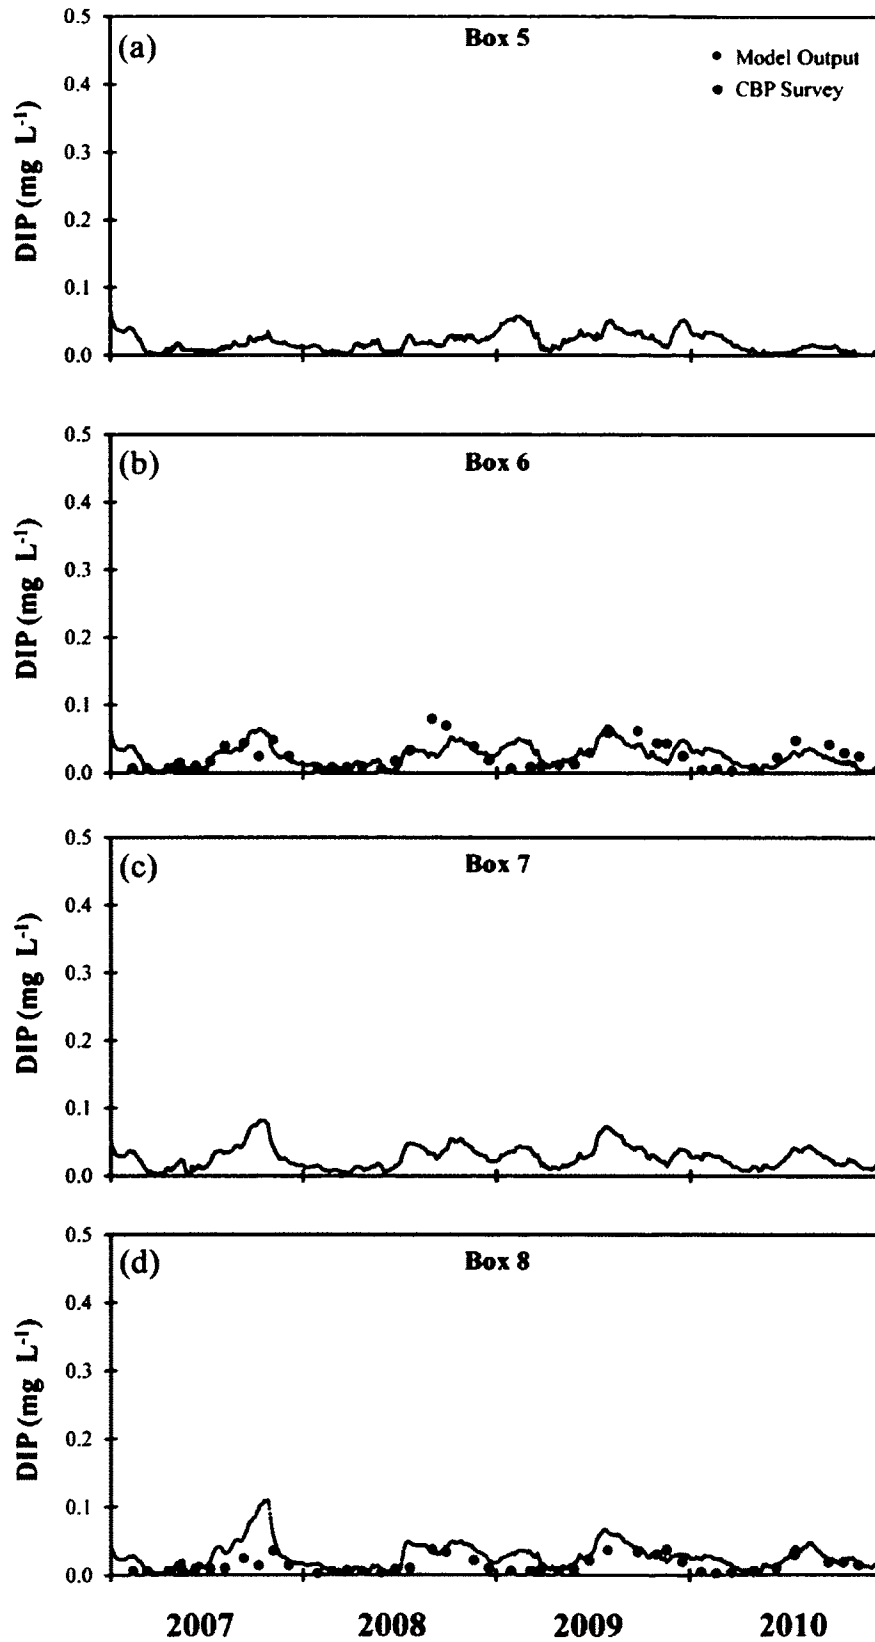 (a)
Box 5
Model Output
CBP Survey
DIP (mg L-1)
0.5
0.4
0.3
0.2
0.1
0.0
(b)
Box 6
DIP (mg L-1)
0.5
0.4
0.3
0.2
0.1
0.0
(c)
Box 7
DIP (mg L-1)
0.5
0.4
0.3
0.2
0.1
0.0
(d)
Box 8
DIP (mg L-1)
0.5
0.4
0.3
0.2
0.1
0.0
2007 2008 2009 2010